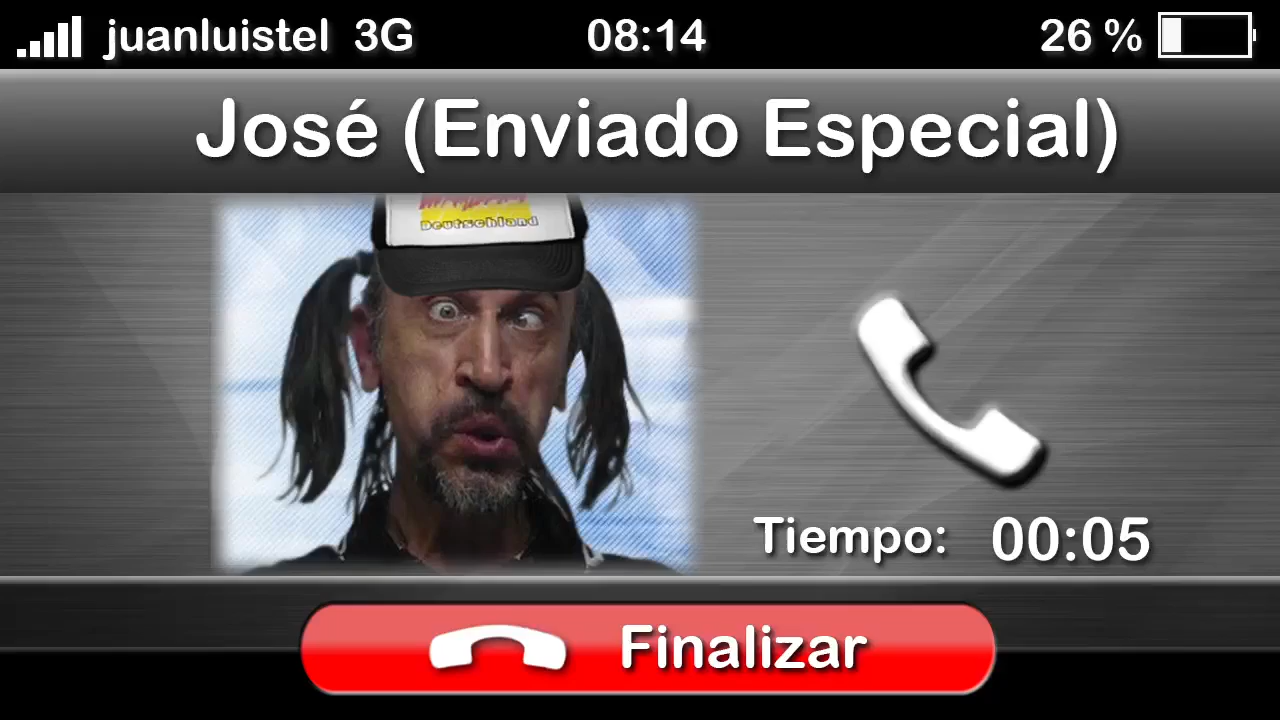 juanluistel 3G 08:14 26 %
José (Enviado Especial)
Deutschland
Tiempo: 00:05
Finalizar